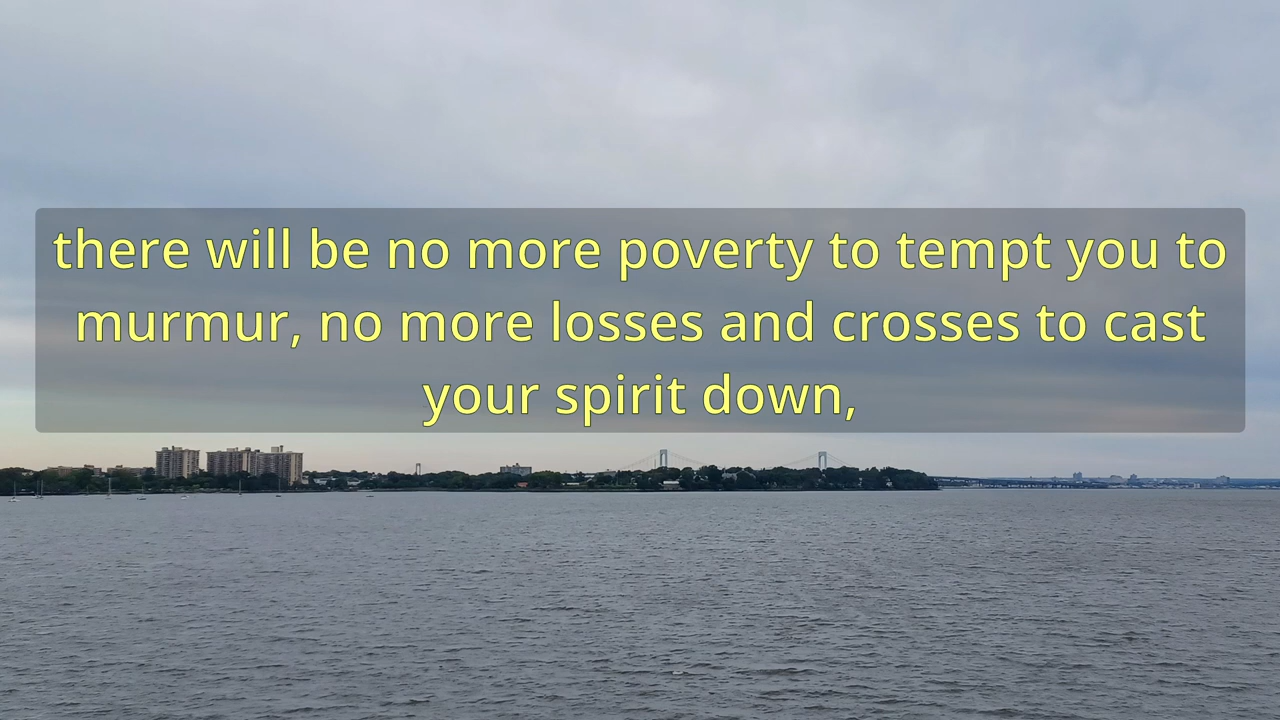 there will be no more poverty to tempt you to
murmur, no more losses and crosses to cast
your spirit down,